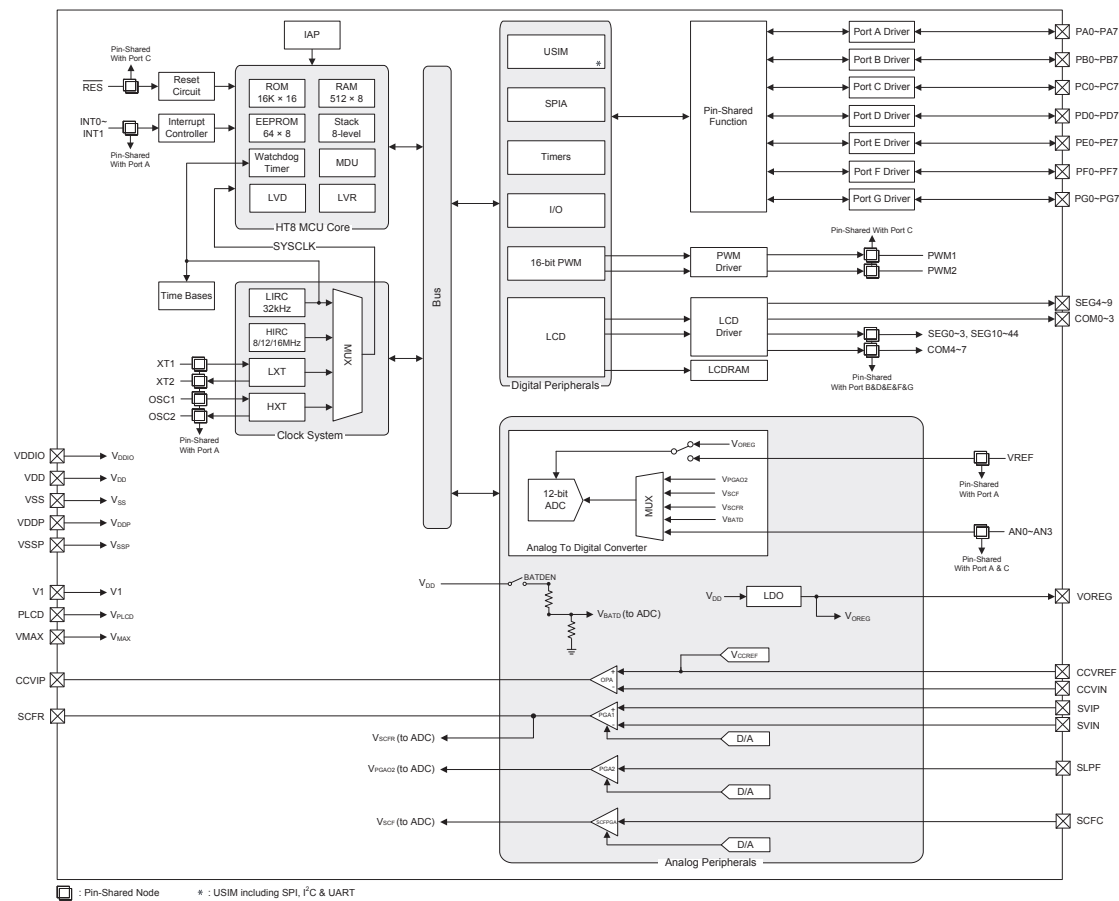 IAP
Pin-Shared
With Port C
RES
Reset
Circuit
INT0~
INT1
Interrupt
Controller
Pin-Shared
With Port A
ROM
16K × 16
RAM
512 × 8
EEPROM
64 × 8
Stack
8-level
Watchdog
Timer
MDU
LVD
LVR
HT8 MCU Core
SYSCLK
Time Bases
LIRC
32kHz
HIRC
8/12/16MHz
LXT
HXT
MUX
Clock System
XT1
XT2
OSC1
OSC2
Pin-Shared
With Port A
Bus
USIM
*
SPIA
Timers
I/O
16-bit PWM
LCD
Digital Peripherals
Pin-Shared
Function
Port A Driver
Port B Driver
Port C Driver
Port D Driver
Port E Driver
Port F Driver
Port G Driver
PA0~PA7
PB0~PB7
PC0~PC7
PD0~PD7
PE0~PE7
PF0~PF7
PG0~PG7
Pin-Shared With Port C
PWM
Driver
PWM1
PWM2
LCD
Driver
SEG4~9
COM0~3
SEG0~3, SEG10~44
COM4~7
LCDRAM
Pin-Shared
With Port B&D&E&F&G
VDDIO
VDDIO
VDD
VDD
VSS
VSS
VDDP
VDDP
VSSP
VSSP
V1
V1
PLCD
VPLCD
VMAX
VMAX
CCVIP
SCFR
VOREG
VREF
Pin-Shared
With Port A
12-bit
ADC
MUX
VPGAO2
VSCF
VSCFR
VBATD
AN0~AN3
Pin-Shared
With Port A & C
Analog To Digital Converter
VDD
BATDEN
VBATD (to ADC)
VDD
LDO
VOREG
VOREG
VCCREF
OPA
+
-
CCVREF
CCVIN
PGA1
+
-
SVIP
SVIN
D/A
VSCFR (to ADC)
VPGAO2 (to ADC)
PGA2
SLPF
D/A
VSCF (to ADC)
SCFPGA
SCFC
D/A
Analog Peripherals
: Pin-Shared Node
* : USIM including SPI, I²C & UART